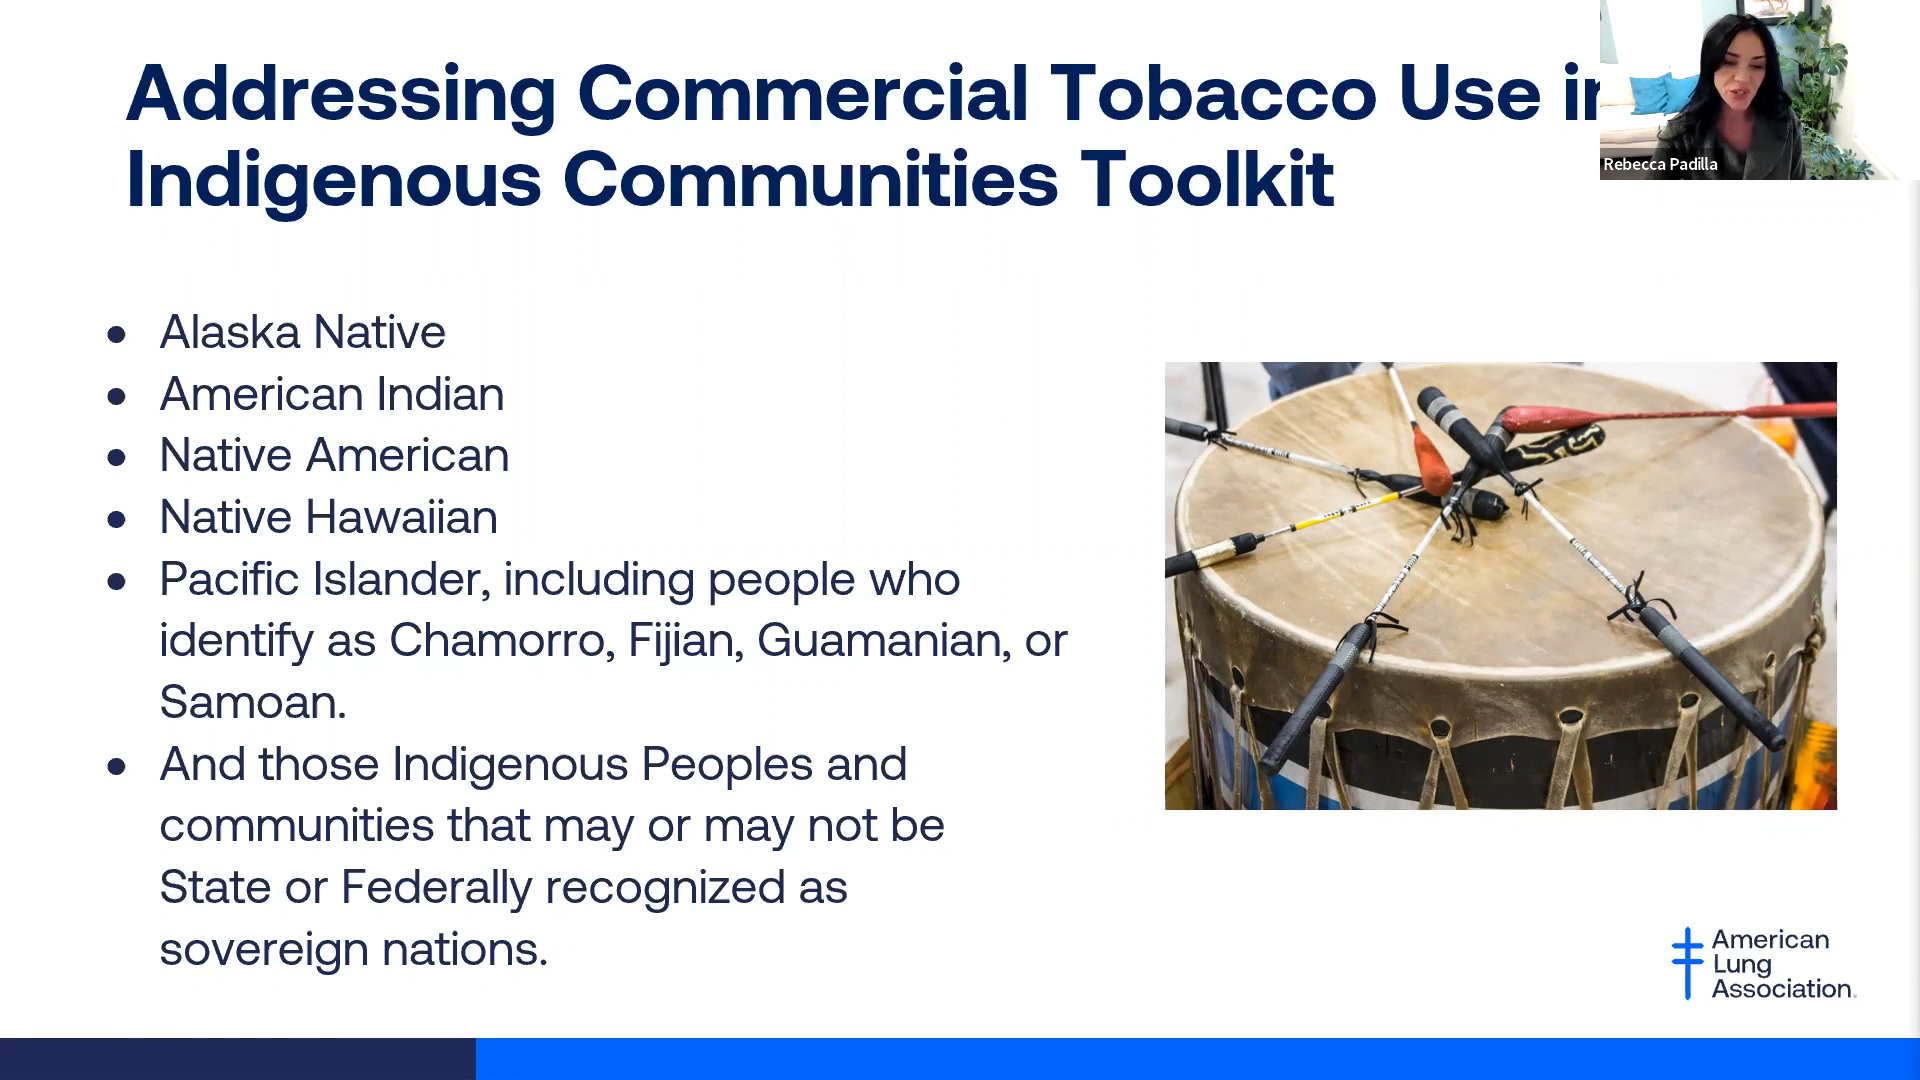 Addressing Commercial Tobacco Use in
Indigenous Communities Toolkit
Rebecca Padilla
• Alaska Native
• American Indian
• Native American
• Native Hawaiian
• Pacific Islander, including people who
identify as Chamorro, Fijian, Guamanian, or
Samoan.
• And those Indigenous Peoples and
communities that may or may not be
State or Federally recognized as
sovereign nations.
American
Lung
Association.